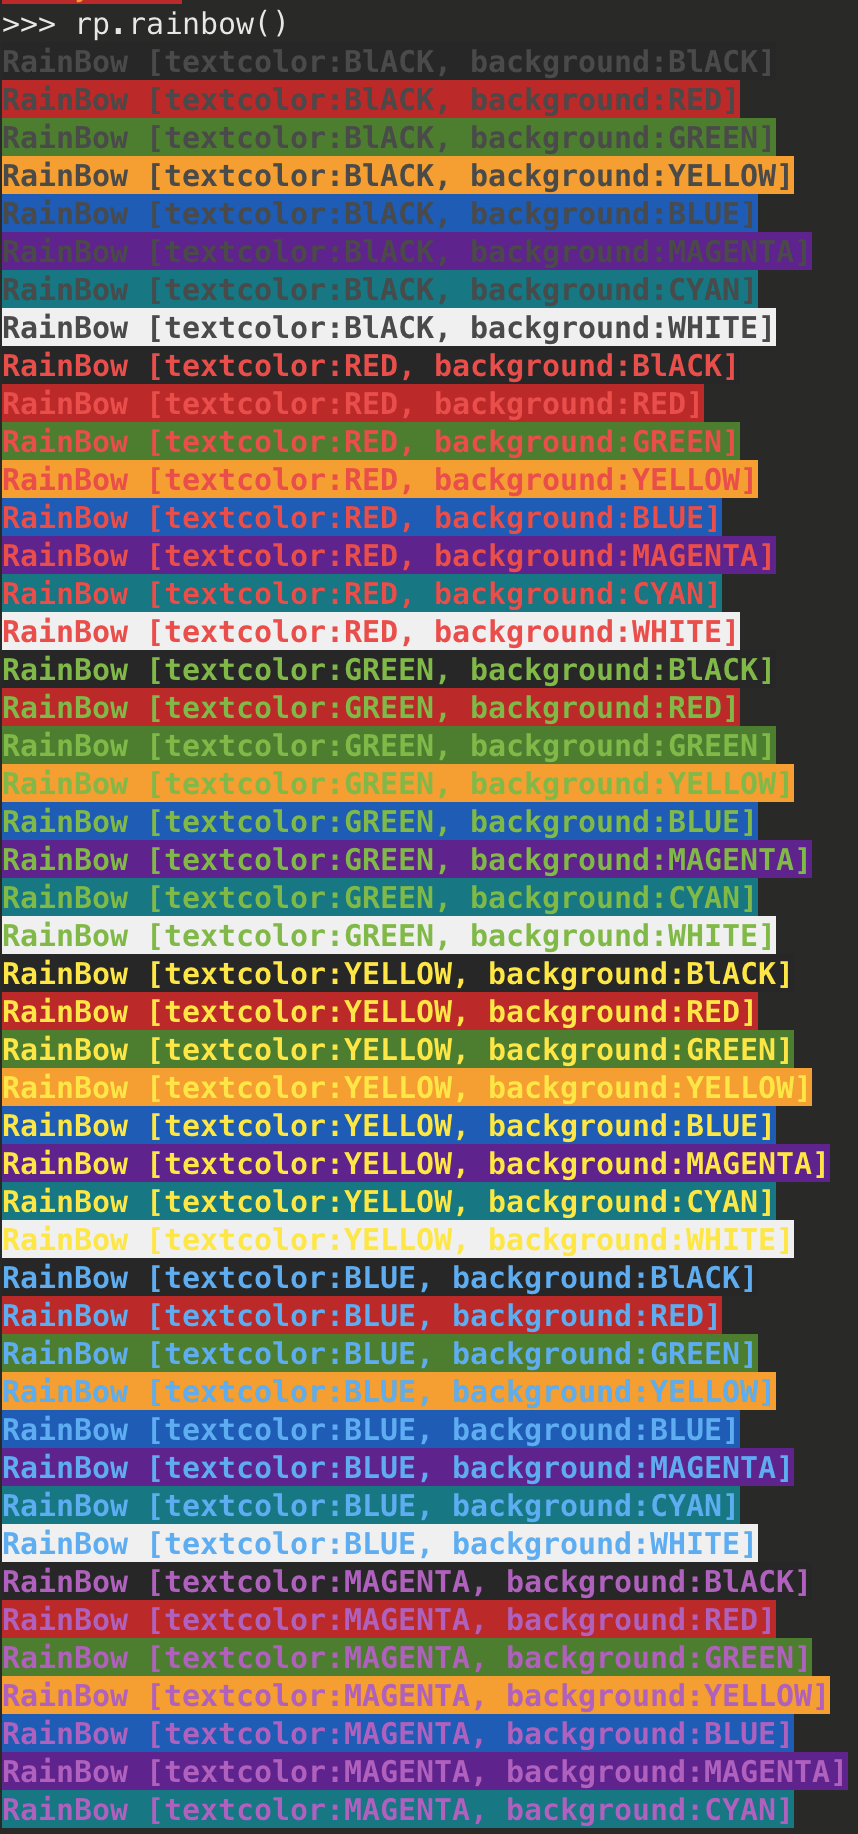 >>> rp.rainbow()
RainBow [textcolor:BlACK, background:BlACK]
RainBow [textcolor:BlACK, background:RED]
RainBow [textcolor:BlACK, background:GREEN]
RainBow [textcolor:BlACK, background:YELLOW]
RainBow [textcolor:BlACK, background:BLUE]
RainBow [textcolor:BlACK, background:MAGENTA]
RainBow [textcolor:BlACK, background:CYAN]
RainBow [textcolor:BlACK, background:WHITE]
RainBow [textcolor:RED, background:BlACK]
RainBow [textcolor:RED, background:RED]
RainBow [textcolor:RED, background:GREEN]
RainBow [textcolor:RED, background:YELLOW]
RainBow [textcolor:RED, background:BLUE]
RainBow [textcolor:RED, background:MAGENTA]
RainBow [textcolor:RED, background:CYAN]
RainBow [textcolor:RED, background:WHITE]
RainBow [textcolor:GREEN, background:BlACK]
RainBow [textcolor:GREEN, background:RED]
RainBow [textcolor:GREEN, background:GREEN]
RainBow [textcolor:GREEN, background:YELLOW]
RainBow [textcolor:GREEN, background:BLUE]
RainBow [textcolor:GREEN, background:MAGENTA]
RainBow [textcolor:GREEN, background:CYAN]
RainBow [textcolor:GREEN, background:WHITE]
RainBow [textcolor:YELLOW, background:BlACK]
RainBow [textcolor:YELLOW, background:RED]
RainBow [textcolor:YELLOW, background:GREEN]
RainBow [textcolor:YELLOW, background:YELLOW]
RainBow [textcolor:YELLOW, background:BLUE]
RainBow [textcolor:YELLOW, background:MAGENTA]
RainBow [textcolor:YELLOW, background:CYAN]
RainBow [textcolor:YELLOW, background:WHITE]
RainBow [textcolor:BLUE, background:BlACK]
RainBow [textcolor:BLUE, background:RED]
RainBow [textcolor:BLUE, background:GREEN]
RainBow [textcolor:BLUE, background:YELLOW]
RainBow [textcolor:BLUE, background:BLUE]
RainBow [textcolor:BLUE, background:MAGENTA]
RainBow [textcolor:BLUE, background:CYAN]
RainBow [textcolor:BLUE, background:WHITE]
RainBow [textcolor:MAGENTA, background:BlACK]
RainBow [textcolor:MAGENTA, background:RED]
RainBow [textcolor:MAGENTA, background:GREEN]
RainBow [textcolor:MAGENTA, background:YELLOW]
RainBow [textcolor:MAGENTA, background:BLUE]
RainBow [textcolor:MAGENTA, background:MAGENTA]
RainBow [textcolor:MAGENTA, background:CYAN]